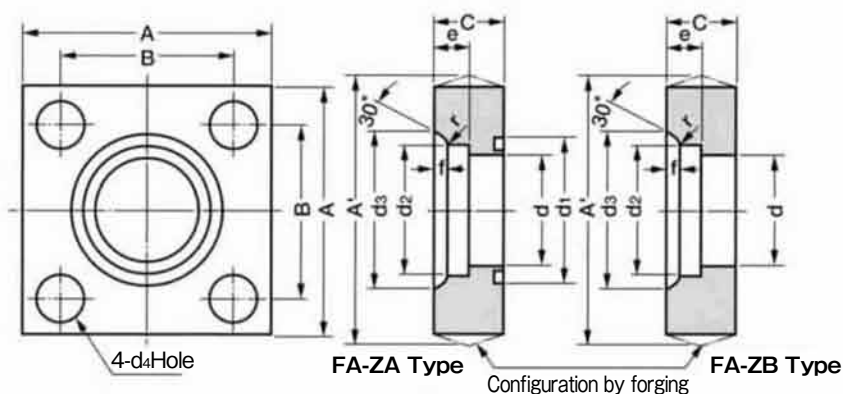 A
B
C
e
C
e
30°
r
30°
r
B
A
A'
d3
d2
f
d
d1
A'
d3
d2
f
d
4-d4Hole
FA-ZA Type
FA-ZB Type
Configuration by forging